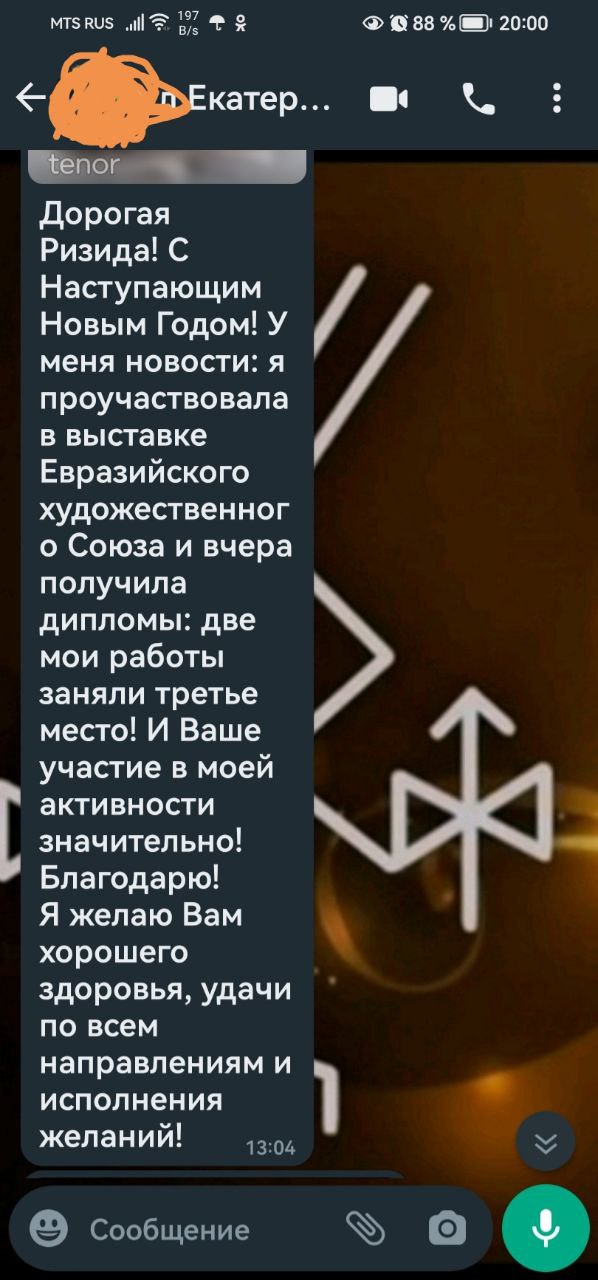 MTS RUS 197 B/s 88 % 20:00
Екатер...
tenor
Дорогая
Ризида! С
Наступающим
Новым Годом! У
меня новости: я
проучаствовала
в выставке
Евразийского
художественног
о Союза и вчера
получила
дипломы: две
мои работы
заняли третье
место! И Ваше
участие в моей
активности
значительно!
Благодарю!
Я желаю Вам
хорошего
здоровья, удачи
по всем
направлениям и
исполнения
желаний!
13:04
Сообщение